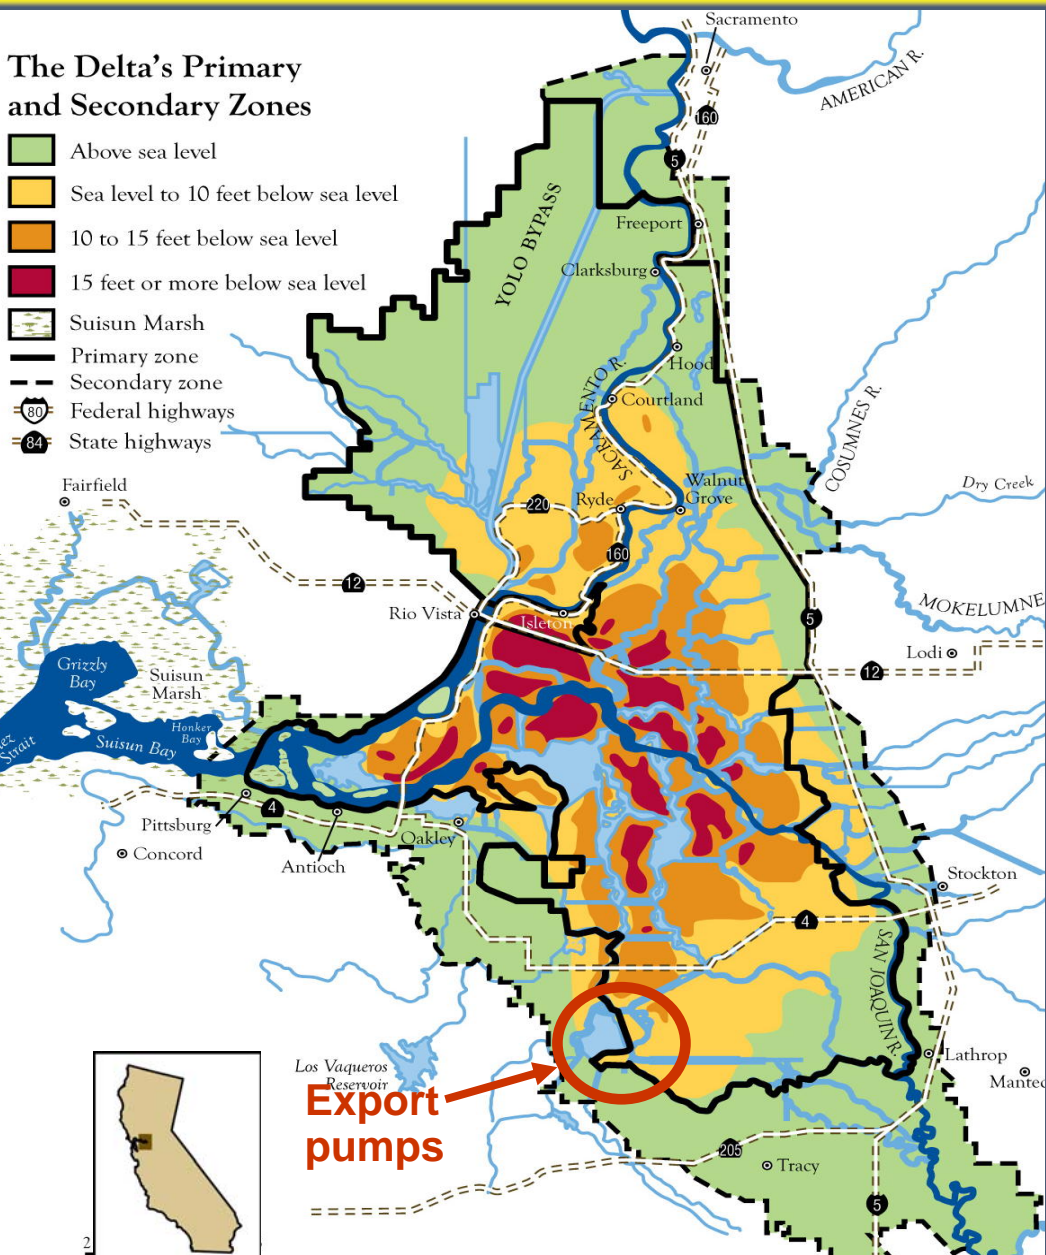 The Delta's Primary
and Secondary Zones
Above sea level
Sea level to 10 feet below sea level
10 to 15 feet below sea level
15 feet or more below sea level
Suisun Marsh
Primary zone
Secondary zone
80 Federal highways
84 State highways
Sacramento
AMERICAN R.
160
5
Freeport
YOLO BYPASS
Clarksburg
Hood
SACRAMENTO R.
Courtland
COSUMNES R.
Walnut
Grove
Dry Creek
Fairfield
220
Ryde
160
12
MOKELUMNE
Rio Vista
Isleton
5
Lodi
12
Grizzly
Bay
Suisun
Marsh
Honker
Bay
Suisun Bay
Strait
4
Pittsburg
Oakley
Concord
Antioch
Stockton
4
SAN JOAQUIN R.
Lathrop
Los Vaqueros
Reservoir
Export
pumps
205
Tracy
5
2